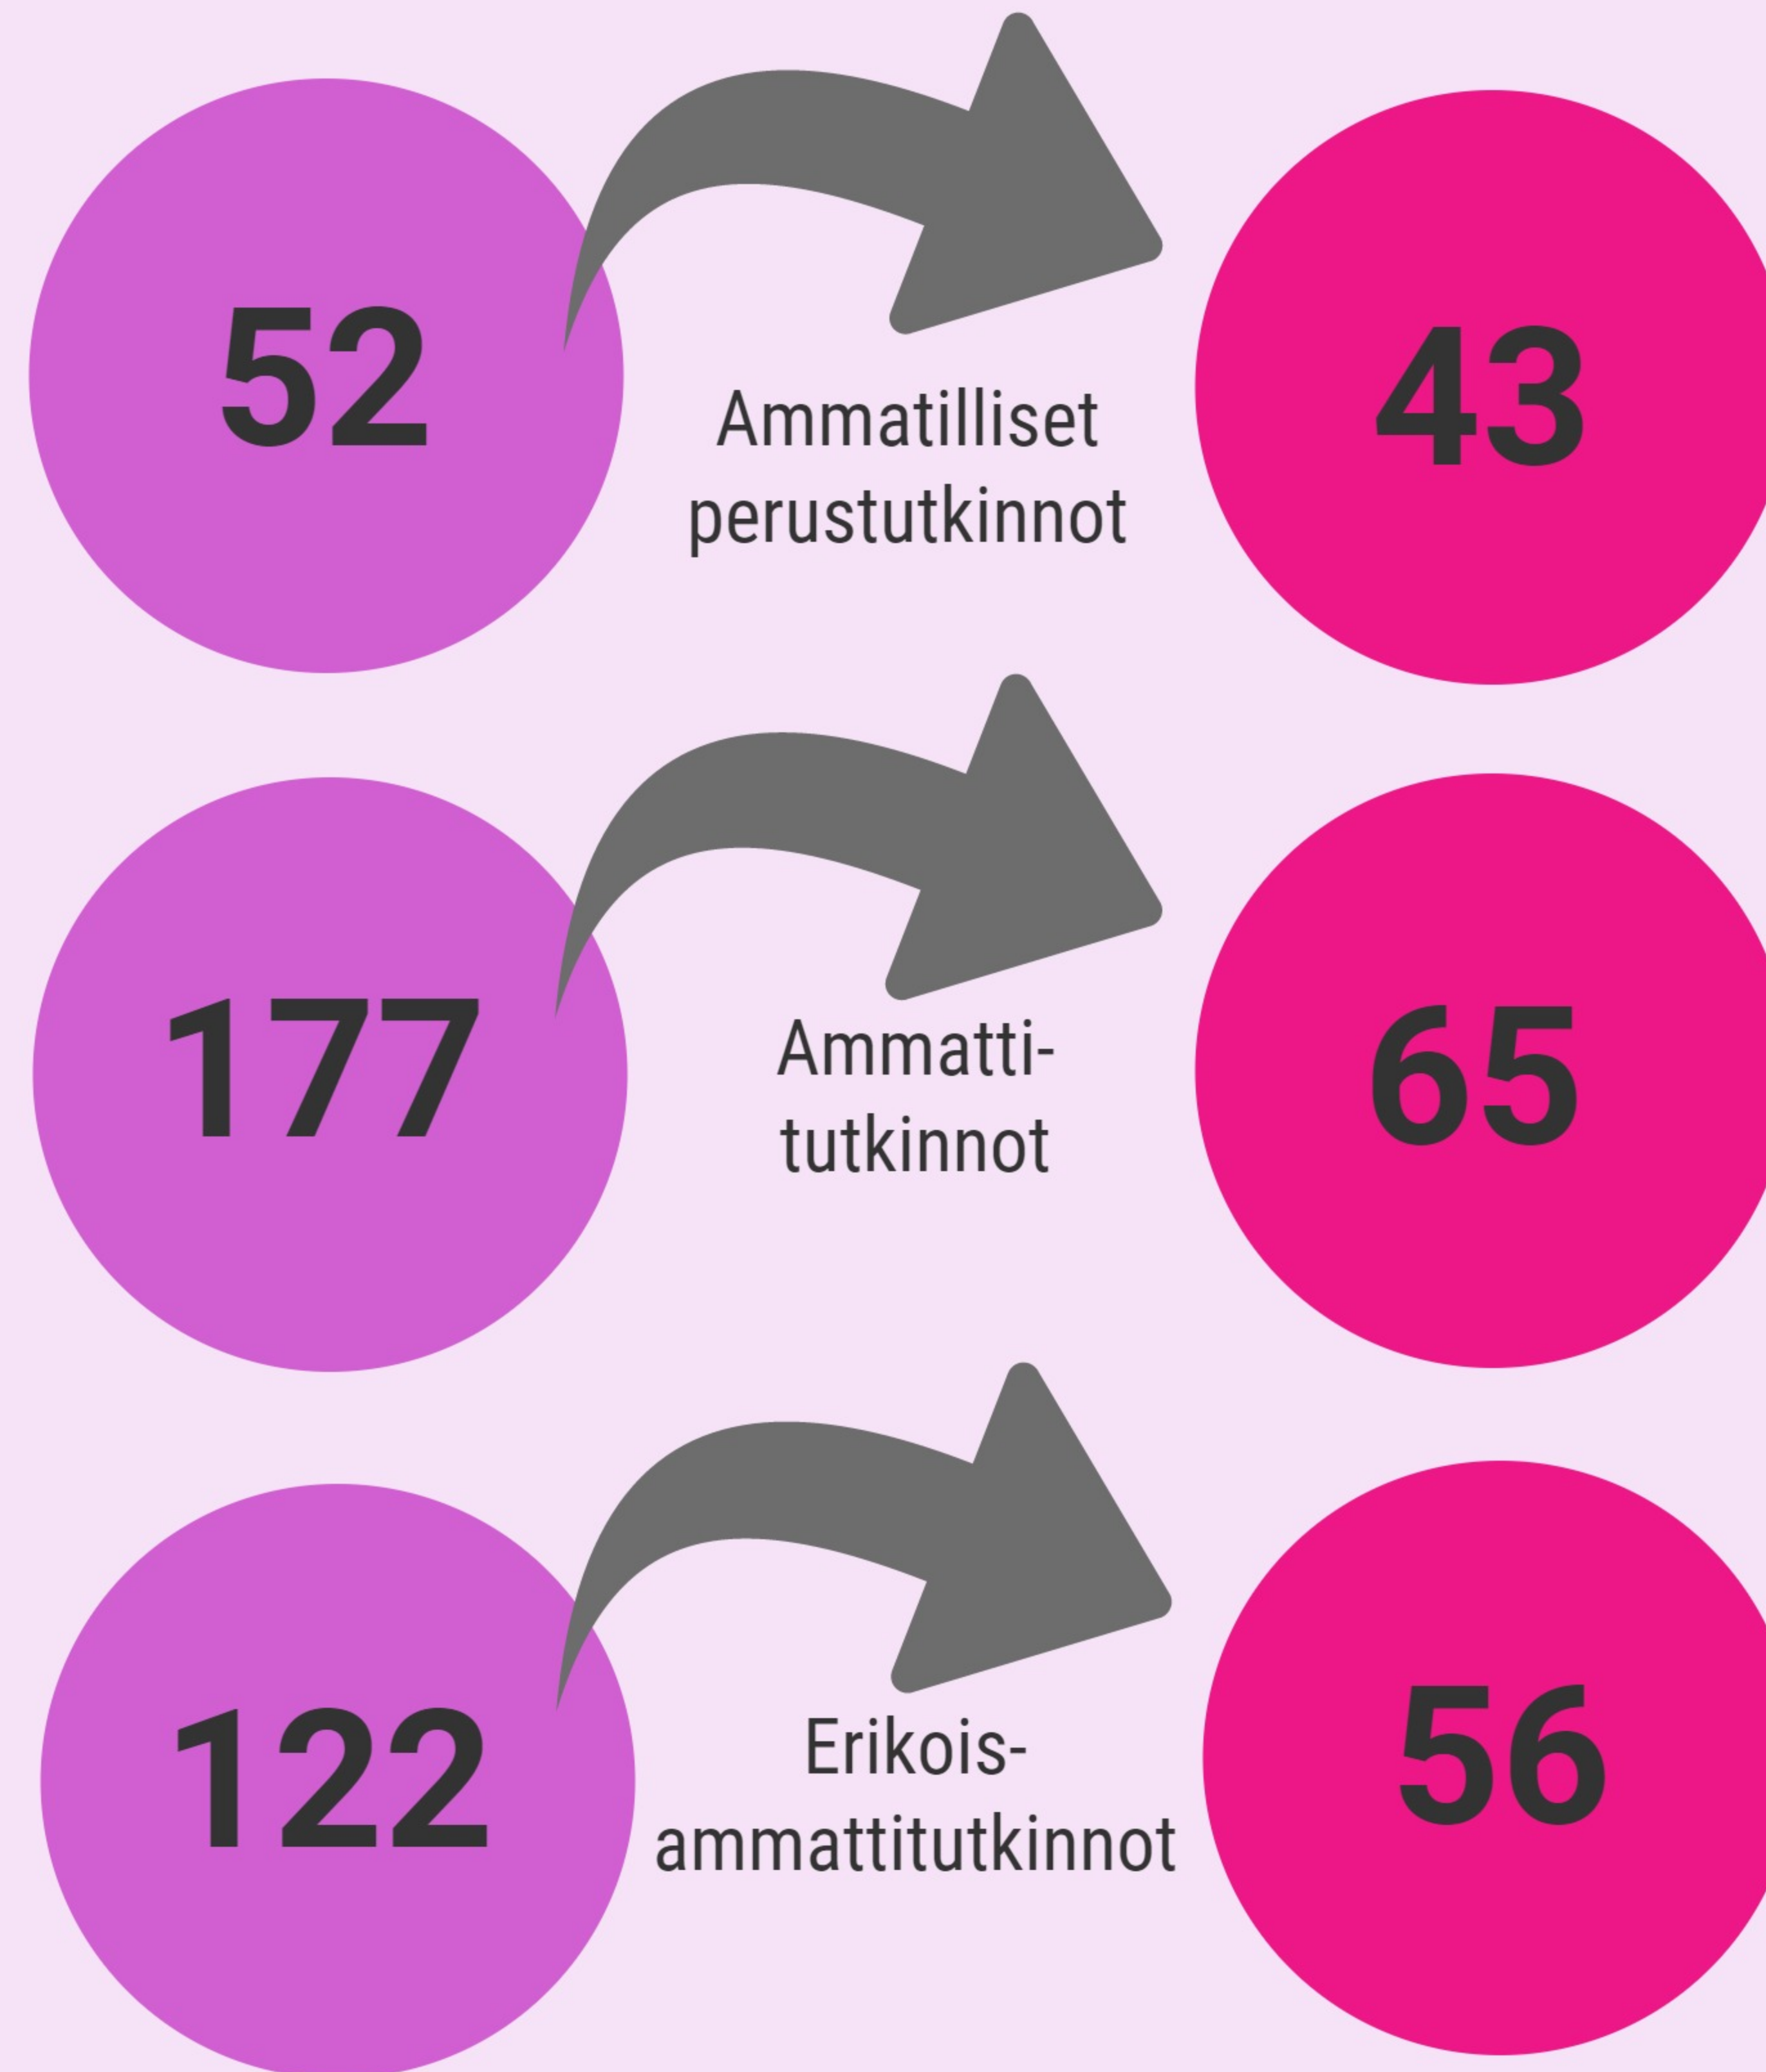 52
Ammatilliset
perustutkinnot
43
177
Ammatti-
tutkinnot
65
122
Erikois-
ammattitutkinnot
56